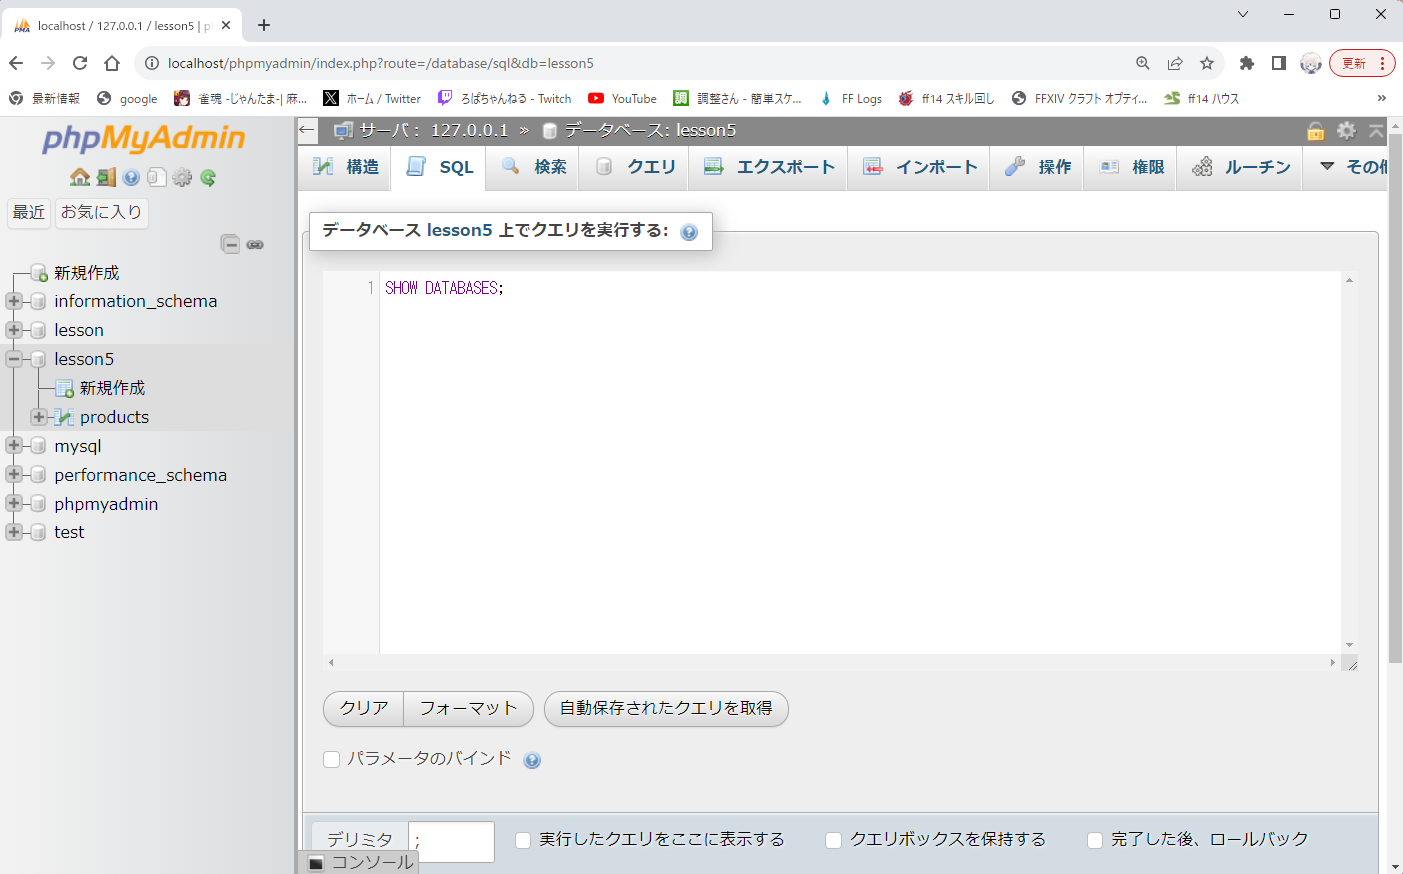 localhost / 127.0.0.1 / lesson5 | p
localhost/phpmyadmin/index.php?route=/database/sql&db=lesson5
更新
最新情報
google
雀魂 -じゃんたま-| 麻...
ホーム / Twitter
ろぱちゃんねる - Twitch
YouTube
調整さん - 簡単スケ...
FF Logs
ff14 スキル回し
FFXIV クラフト オプティ...
ff14 ハウス
»
phpMyAdmin
最近
お気に入り
新規作成
information_schema
lesson
lesson5
新規作成
products
mysql
performance_schema
phpmyadmin
test
サーバ: 127.0.0.1 » データベース: lesson5
構造
SQL
検索
クエリ
エクスポート
インポート
操作
権限
ルーチン
その他
データベース lesson5 上でクエリを実行する:
1 SHOW DATABASES;
クリア
フォーマット
自動保存されたクエリを取得
パラメータのバインド
デリミタ ;
実行したクエリをここに表示する
クエリボックスを保持する
完了した後、ロールバック
コンソール